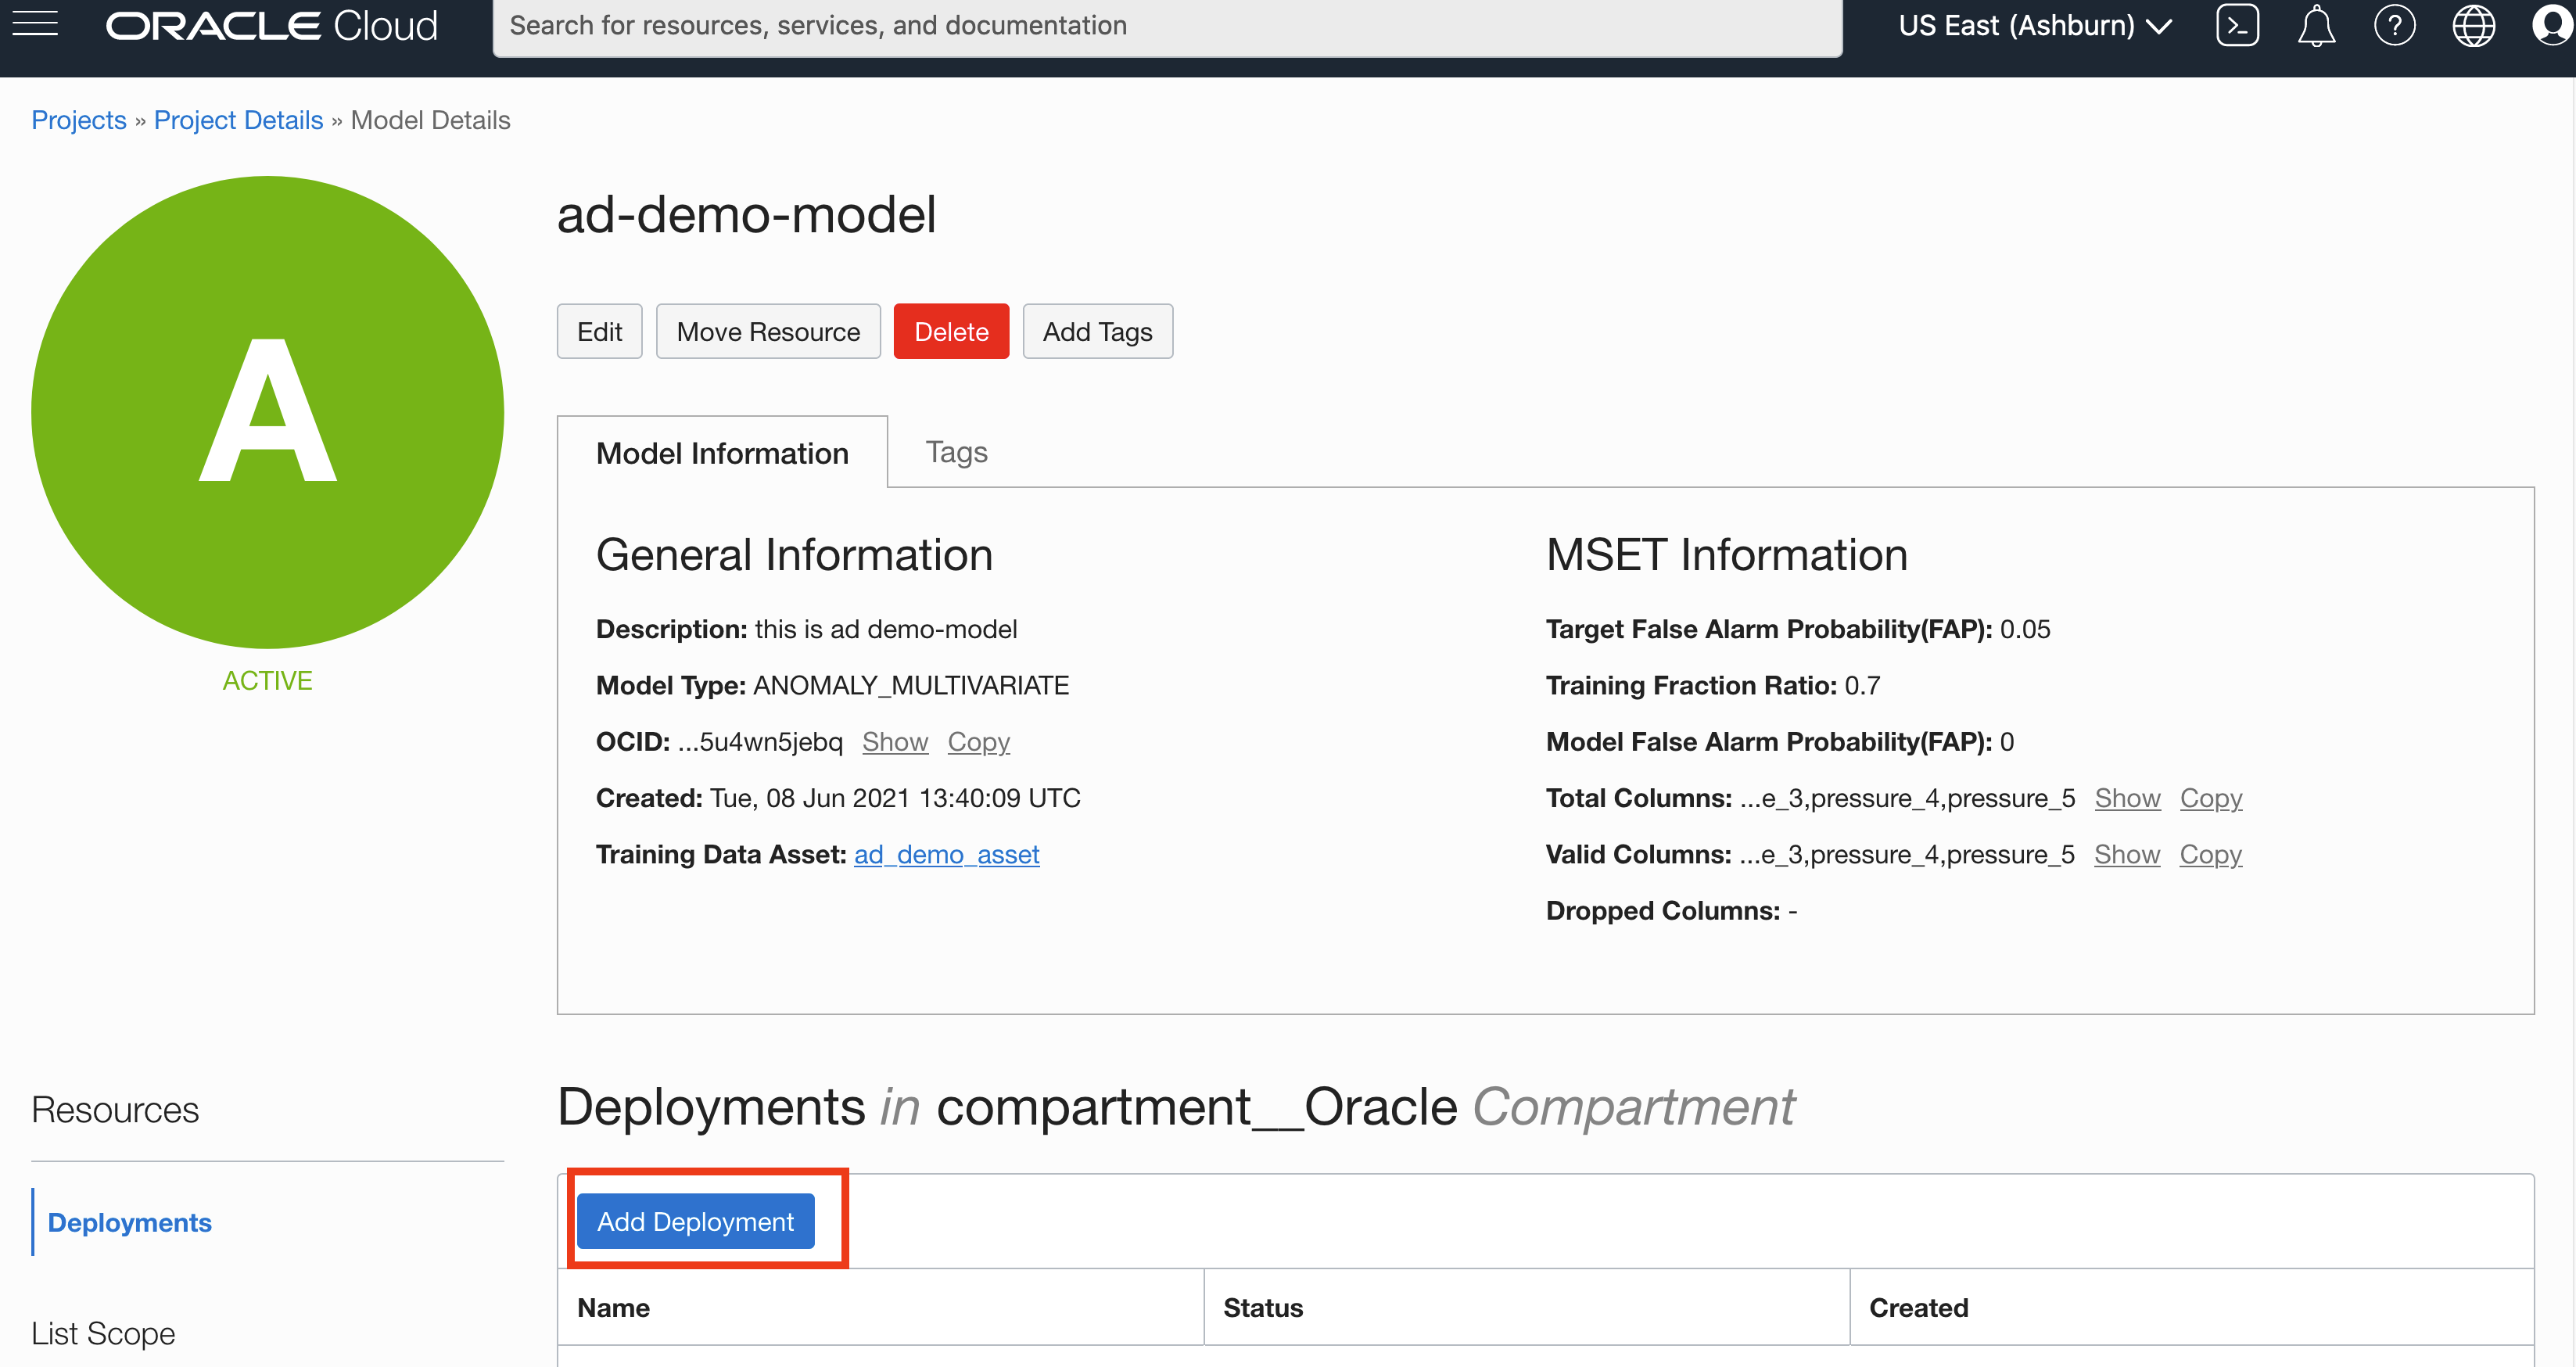 ORACLE Cloud
Search for resources, services, and documentation
US East (Ashburn)
Projects » Project Details » Model Details
A
ACTIVE
ad-demo-model
Edit
Move Resource
Delete
Add Tags
Model Information
Tags
General Information
Description: this is ad demo-model
Model Type: ANOMALY_MULTIVARIATE
OCID: ...5u4wn5jebq Show Copy
Created: Tue, 08 Jun 2021 13:40:09 UTC
Training Data Asset: ad_demo_asset
MSET Information
Target False Alarm Probability(FAP): 0.05
Training Fraction Ratio: 0.7
Model False Alarm Probability(FAP): 0
Total Columns: ...e_3,pressure_4,pressure_5 Show Copy
Valid Columns: ...e_3,pressure_4,pressure_5 Show Copy
Dropped Columns: -
Resources
Deployments
List Scope
Deployments in compartment__Oracle Compartment
Add Deployment
Name
Status
Created